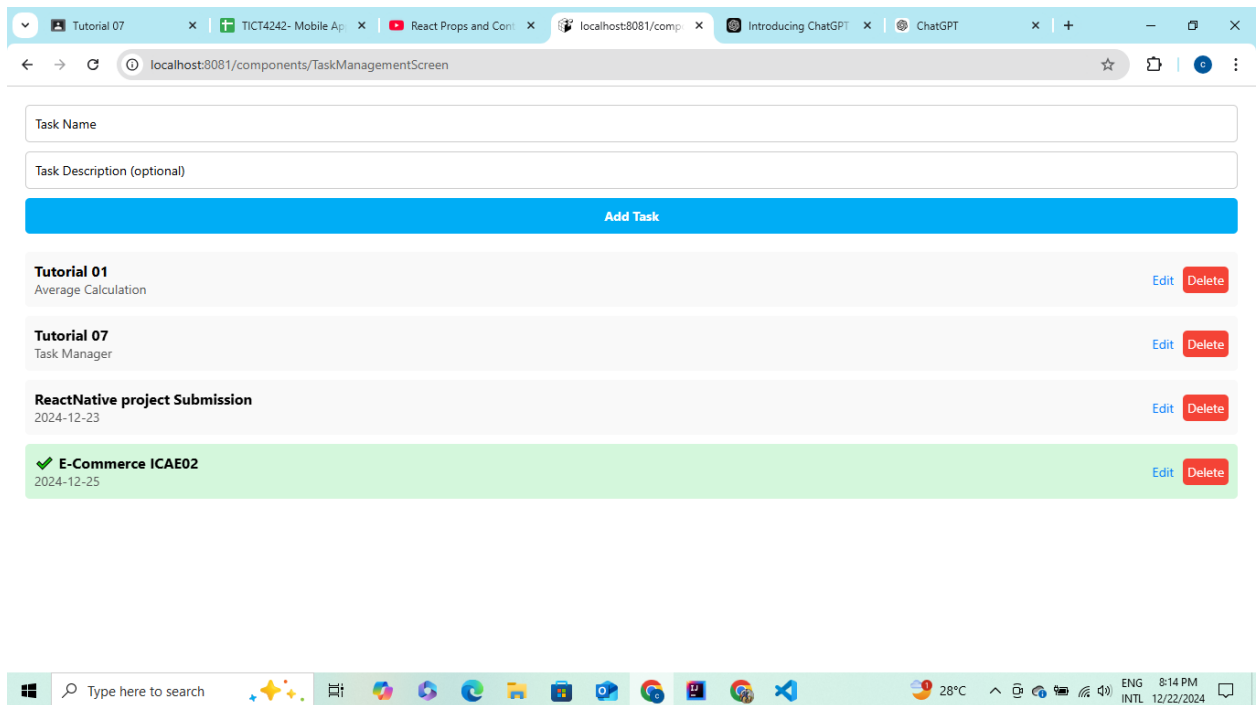 Tutorial 07
TICT4242- Mobile Ap
React Props and Cont
localhost:8081/comp
Introducing ChatGPT
ChatGPT
localhost:8081/components/TaskManagementScreen
c
Task Name
Task Description (optional)
Add Task
Tutorial 01
Average Calculation
Edit Delete
Tutorial 07
Task Manager
Edit Delete
ReactNative project Submission
2024-12-23
Edit Delete
E-Commerce ICAE02
2024-12-25
Edit Delete
Type here to search
28°C
ENG
INTL
8:14 PM
12/22/2024